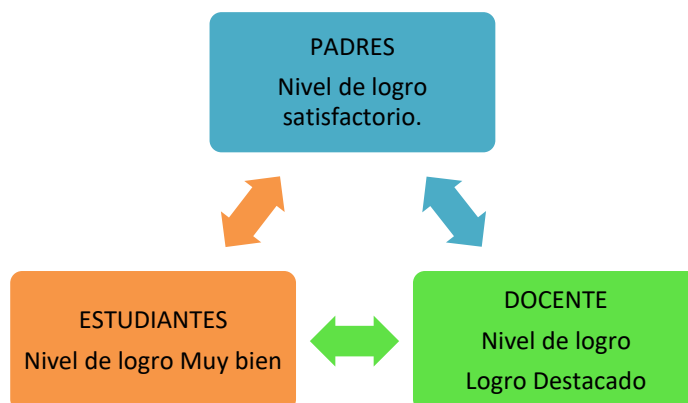 PADRES
Nivel de logro
satisfactorio.
ESTUDIANTES
Nivel de logro Muy bien
DOCENTE
Nivel de logro
Logro Destacado